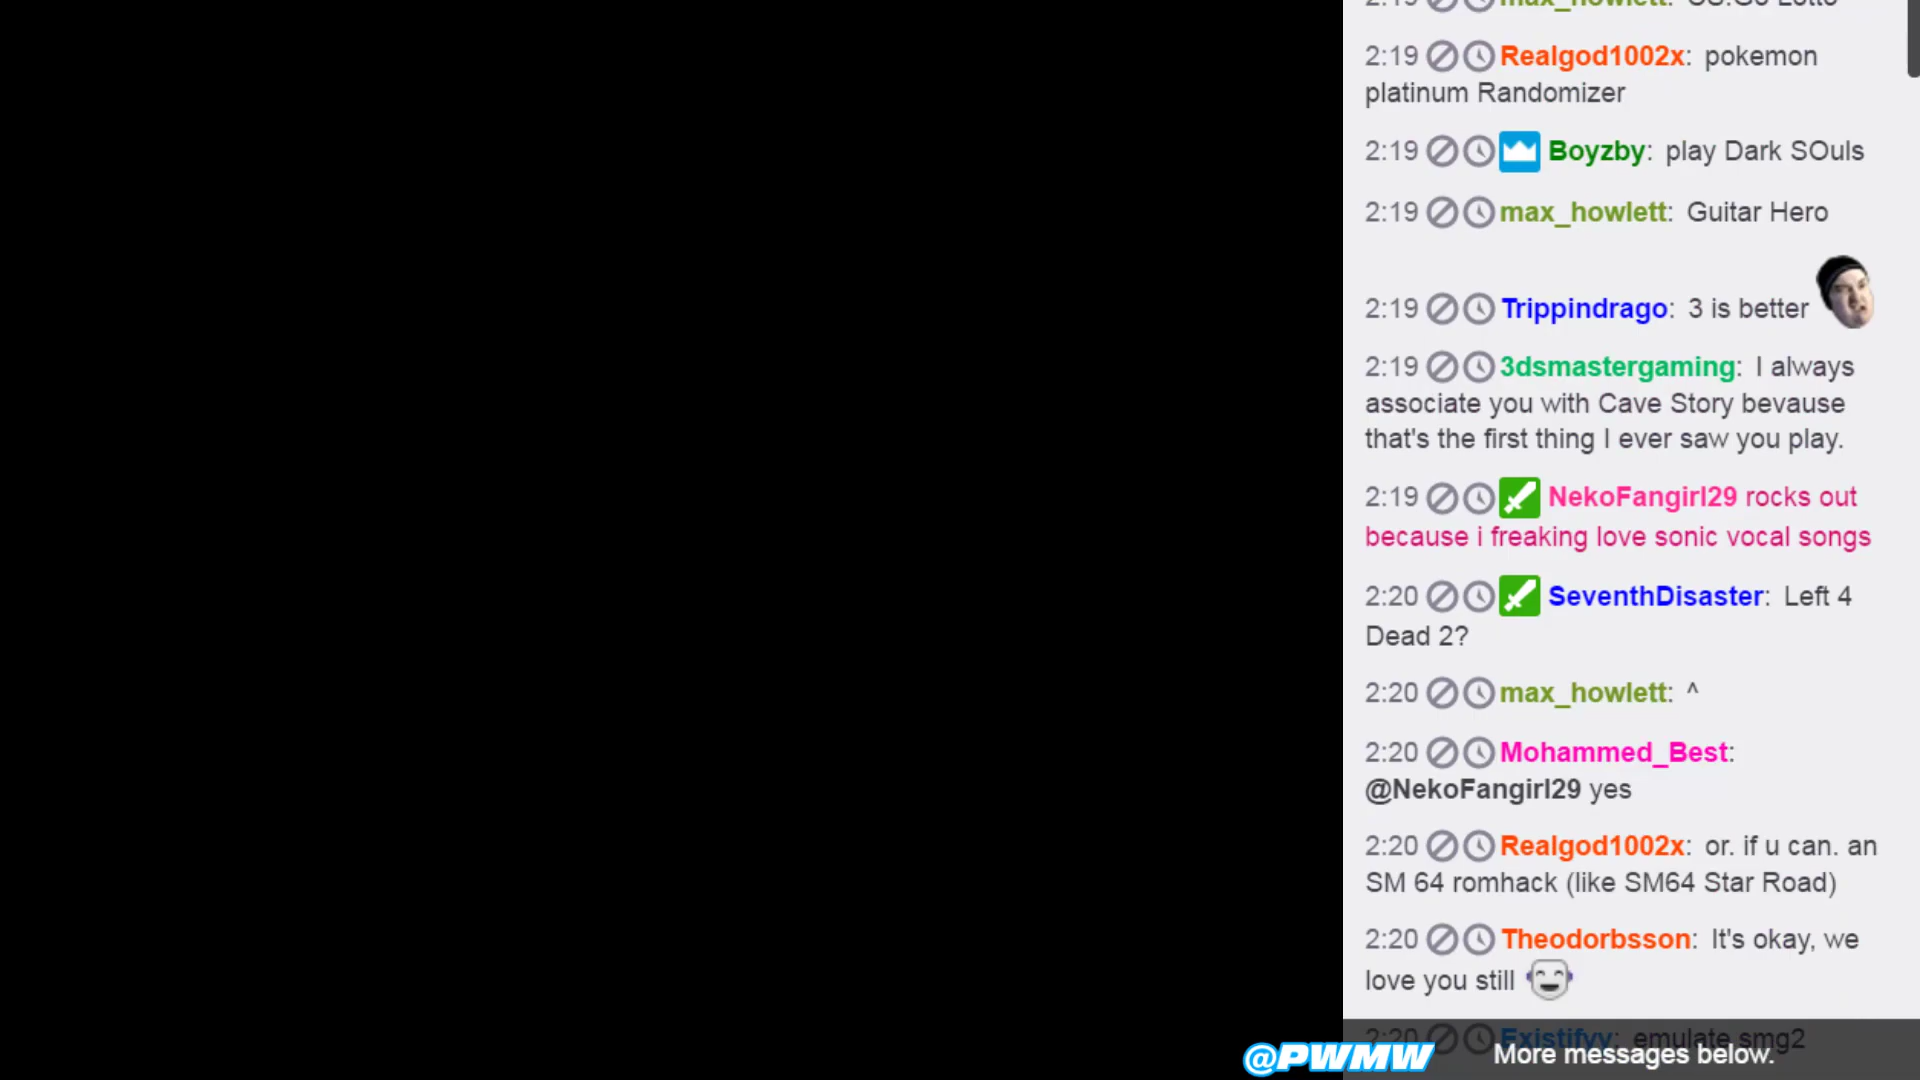 2:19 max_howlett: CS:Go Lotto
2:19 Realgod1002x: pokemon
platinum Randomizer
2:19 Boyzby: play Dark SOuls
2:19 max_howlett: Guitar Hero
2:19 Trippindrago: 3 is better
2:19 3dsmastergaming: I always
associate you with Cave Story bevause
that's the first thing I ever saw you play.
2:19 NekoFangirl29 rocks out
because i freaking love sonic vocal songs
2:20 SeventhDisaster: Left 4
Dead 2?
2:20 max_howlett: ^
2:20 Mohammed_Best:
@NekoFangirl29 yes
2:20 Realgod1002x: or. if u can. an
SM 64 romhack (like SM64 Star Road)
2:20 Theodorbsson: It's okay, we
love you still
2:20 Existifyy: emulate smg2
More messages below.
@PWMW